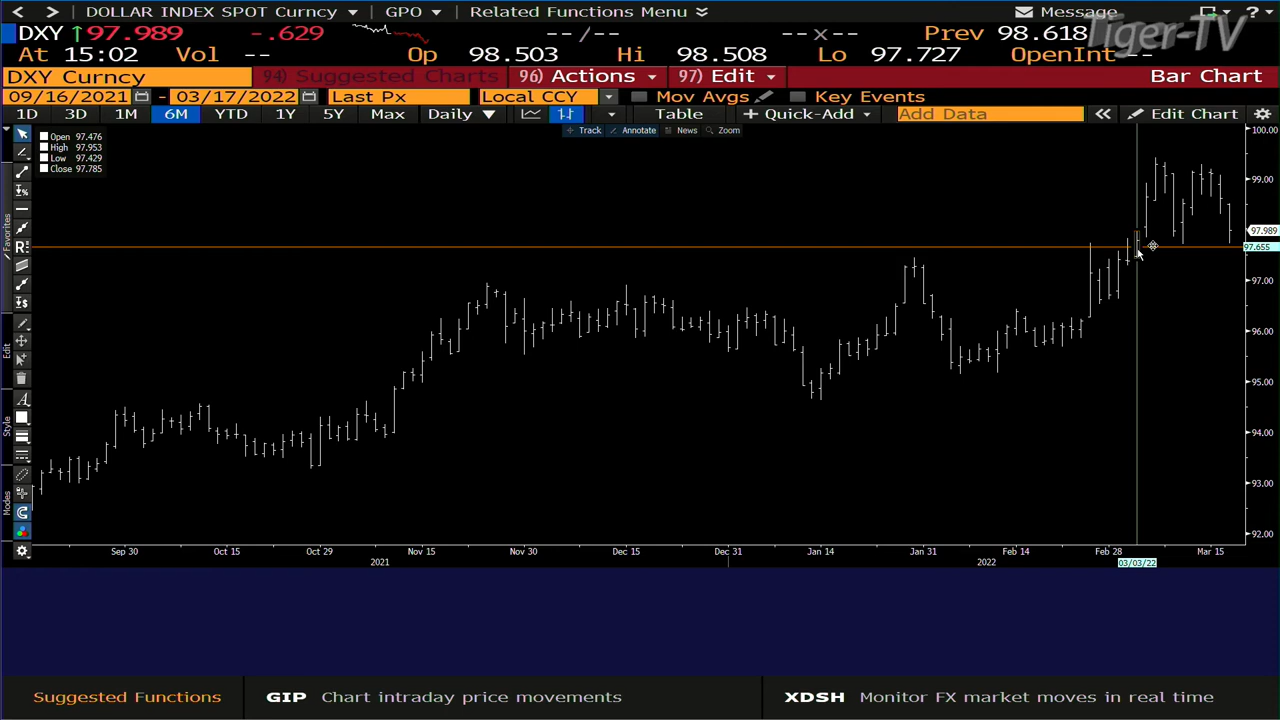 < > DOLLAR INDEX SPOT Curncy GPO Related Functions Menu Message ?
DXY ↑97.989 -.629 --/-- --x-- Prev 98.618
Tiger-TV
At 15:02 Vol -- Op 98.503 Hi 98.508 Lo 97.727 OpenInt --
DXY Curncy 94) Suggested Charts 96) Actions 97) Edit Bar Chart
09/16/2021 - 03/17/2022 Last Px Local CCY Mov Avgs Key Events
1D 3D 1M 6M YTD 1Y 5Y Max Daily ▼ Table + Quick-Add Add Data « Edit Chart
Track Annotate News Zoom
Open 97.476
High 97.953
Low 97.429
Close 97.785
100.00
99.00
97.989
97.655
97.00
96.00
95.00
94.00
93.00
92.00
Favorites
Edit
Style
Modes
Sep 30 Oct 15 Oct 29 Nov 15 Nov 30 Dec 15 Dec 31 Jan 14 Jan 31 Feb 14 Feb 28 Mar 15
2021 2022 03/03/22
Suggested Functions GIP Chart intraday price movements XDSH Monitor FX market moves in real time